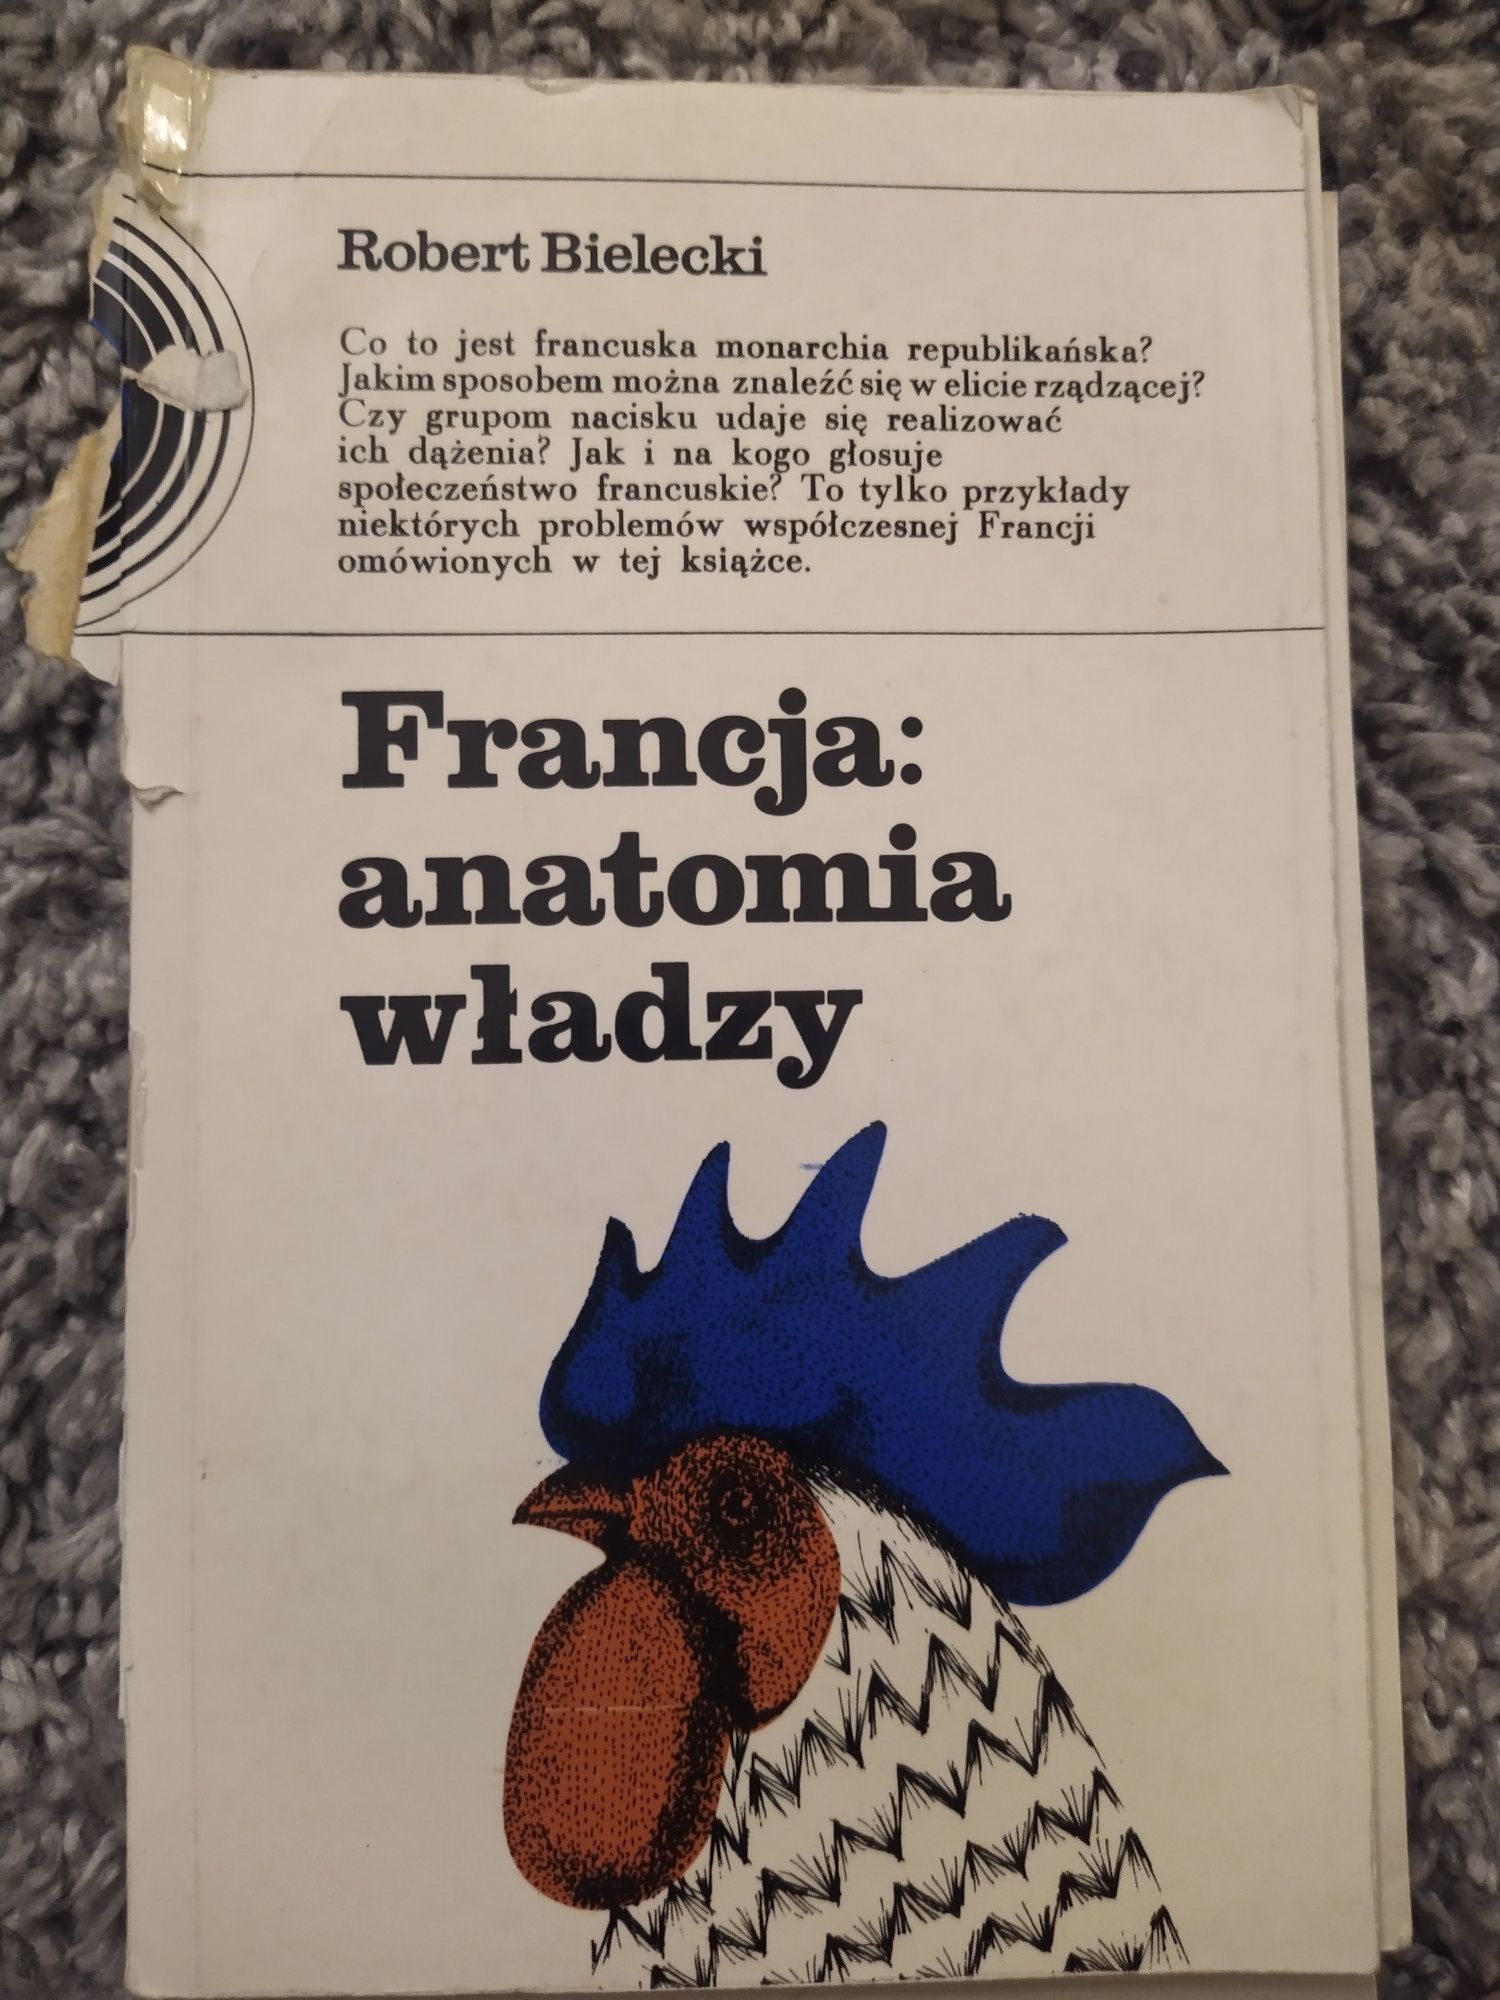 Robert Bielecki
Co to jest francuska monarchia republikańska?
Jakim sposobem można znaleźć się w elicie rządzącej?
Czy grupom nacisku udaje się realizować
ich dążenia? Jak i na kogo głosuje
społeczeństwo francuskie? To tylko przykłady
niektórych problemów współczesnej Francji
omówionych w tej książce.
Francja:
anatomia
władzy